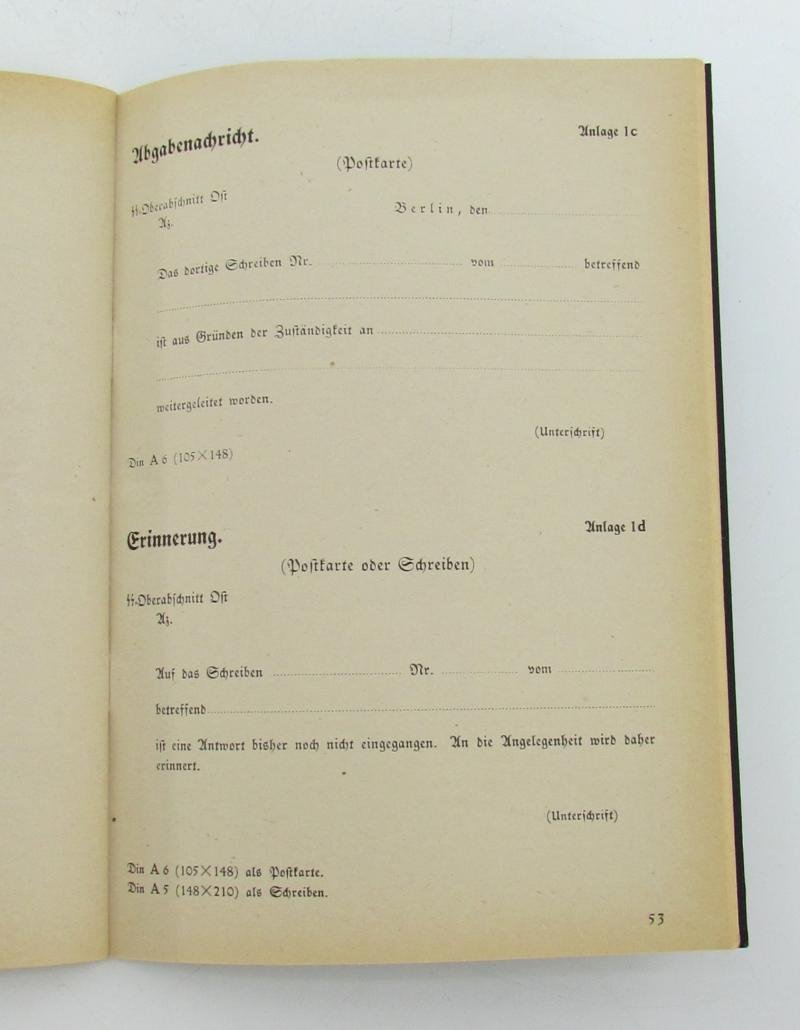 Abgabenachricht.
Anlage 1c
(Postkarte)
SS-Oberabschnitt Ost
Az.
Berlin, den
Das dortige Schreiben Nr. vom betreffend
ist aus Gründen der Zuständigkeit an
weitergeleitet worden.
(Unterschrift)
Din A 6 (105×148)
Erinnerung.
Anlage 1d
(Postkarte oder Schreiben)
SS-Oberabschnitt Ost
Az.
Auf das Schreiben Nr. vom
betreffend
ist eine Antwort bisher noch nicht eingegangen. An die Angelegenheit wird daher
erinnert.
(Unterschrift)
Din A 6 (105×148) als Postkarte.
Din A 5 (148×210) als Schreiben.
53